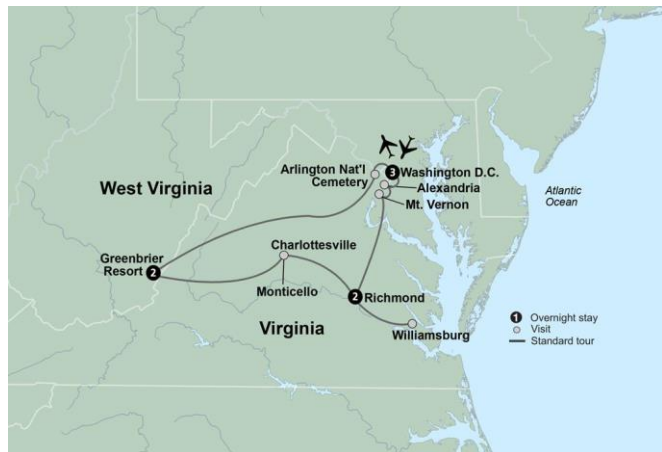 Arlington Nat'l
Cemetery
3
Washington D.C.
Alexandria
Mt. Vernon
West Virginia
Atlantic
Ocean
Charlottesville
Greenbrier
Resort
2
Monticello
2
Richmond
Virginia
Williamsburg
1
Overnight stay
Visit
Standard tour